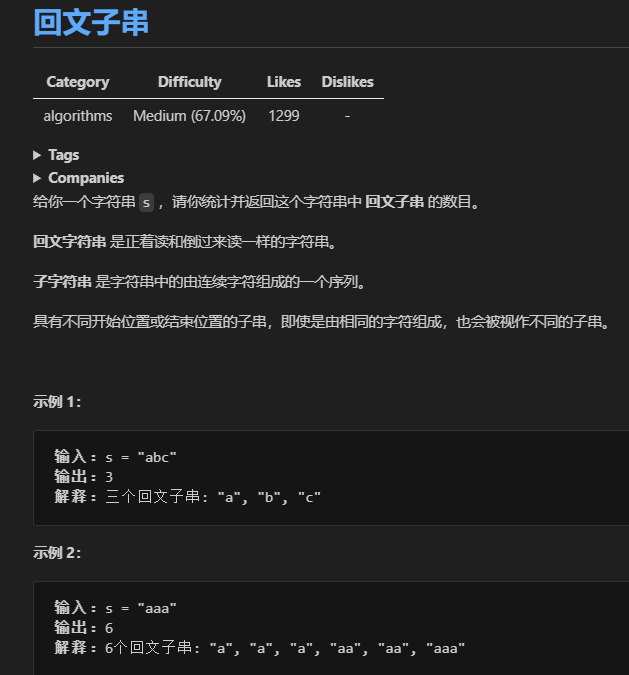 回文子串
Category Difficulty Likes Dislikes
algorithms Medium (67.09%) 1299 -
▶ Tags
▶ Companies
给你一个字符串 s ，请你统计并返回这个字符串中 回文子串 的数目。
回文字符串 是正着读和倒过来读一样的字符串。
子字符串 是字符串中的由连续字符组成的一个序列。
具有不同开始位置或结束位置的子串，即使是由相同的字符组成，也会被视作不同的子串。
示例 1：
输入：s = "abc"
输出：3
解释：三个回文子串: "a", "b", "c"
示例 2：
输入：s = "aaa"
输出：6
解释：6个回文子串: "a", "a", "a", "aa", "aa", "aaa"